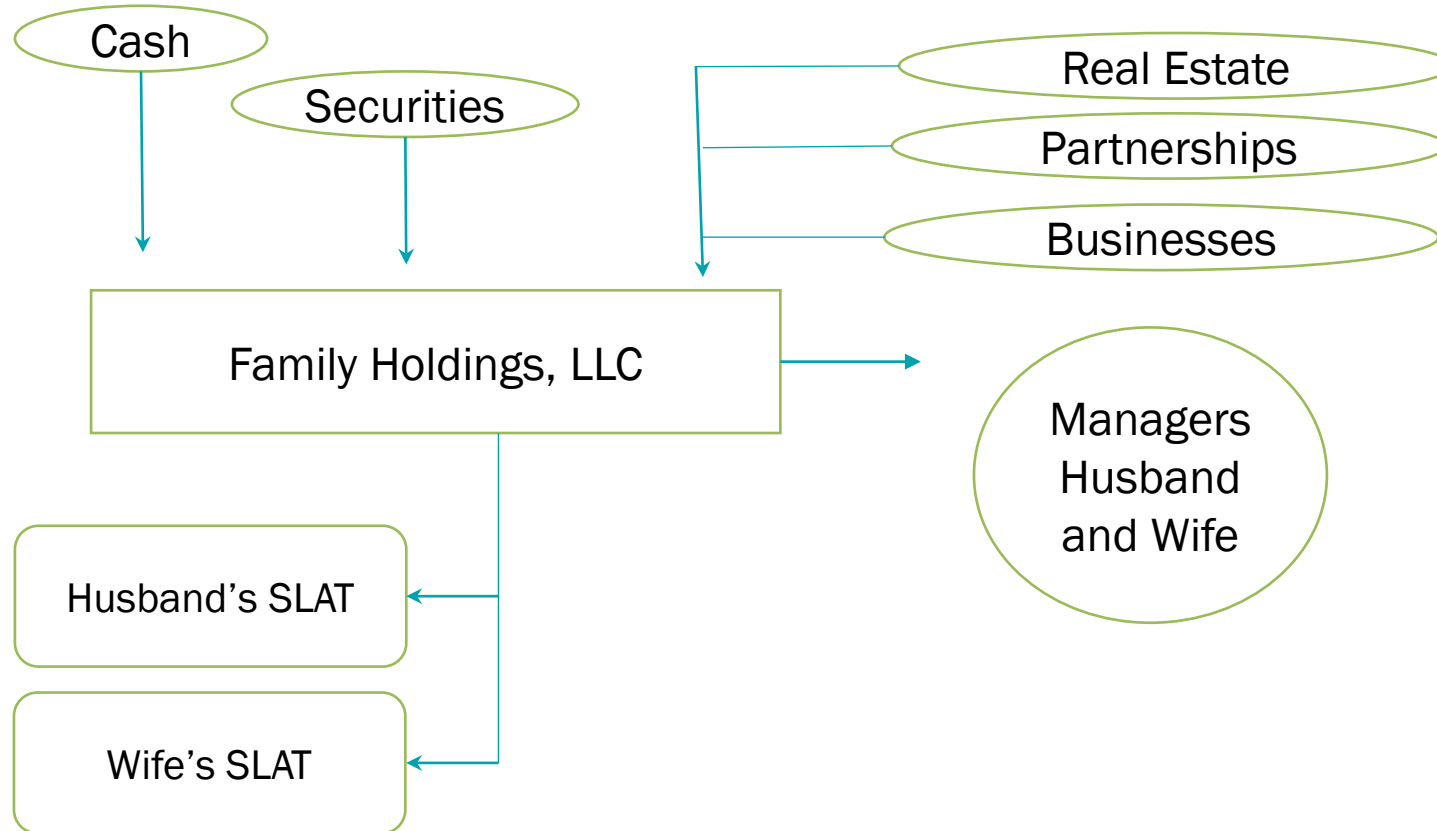 Cash
Securities
Real Estate
Partnerships
Businesses
Family Holdings, LLC
Managers
Husband
and Wife
Husband’s SLAT
Wife’s SLAT